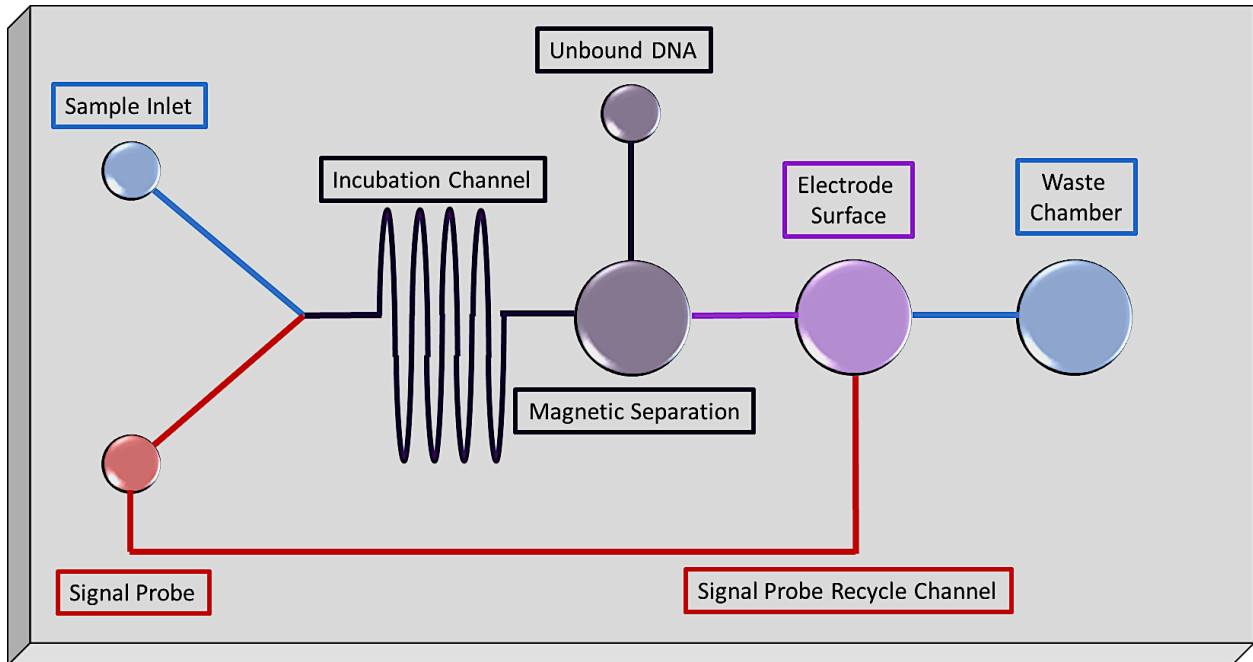 Unbound DNA
Sample Inlet
Incubation Channel
Electrode
Surface
Waste
Chamber
Magnetic Separation
Signal Probe
Signal Probe Recycle Channel